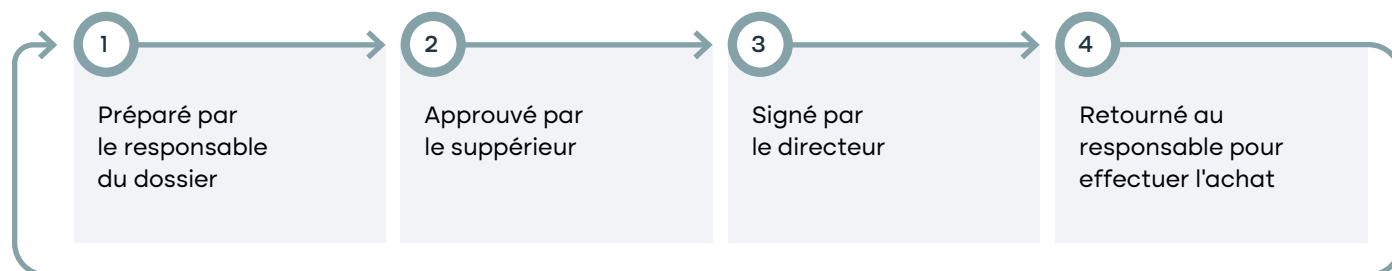 1
Préparé par
le responsable
du dossier
2
Approuvé par
le suppérieur
3
Signé par
le directeur
4
Retourné au
responsable pour
effectuer l'achat